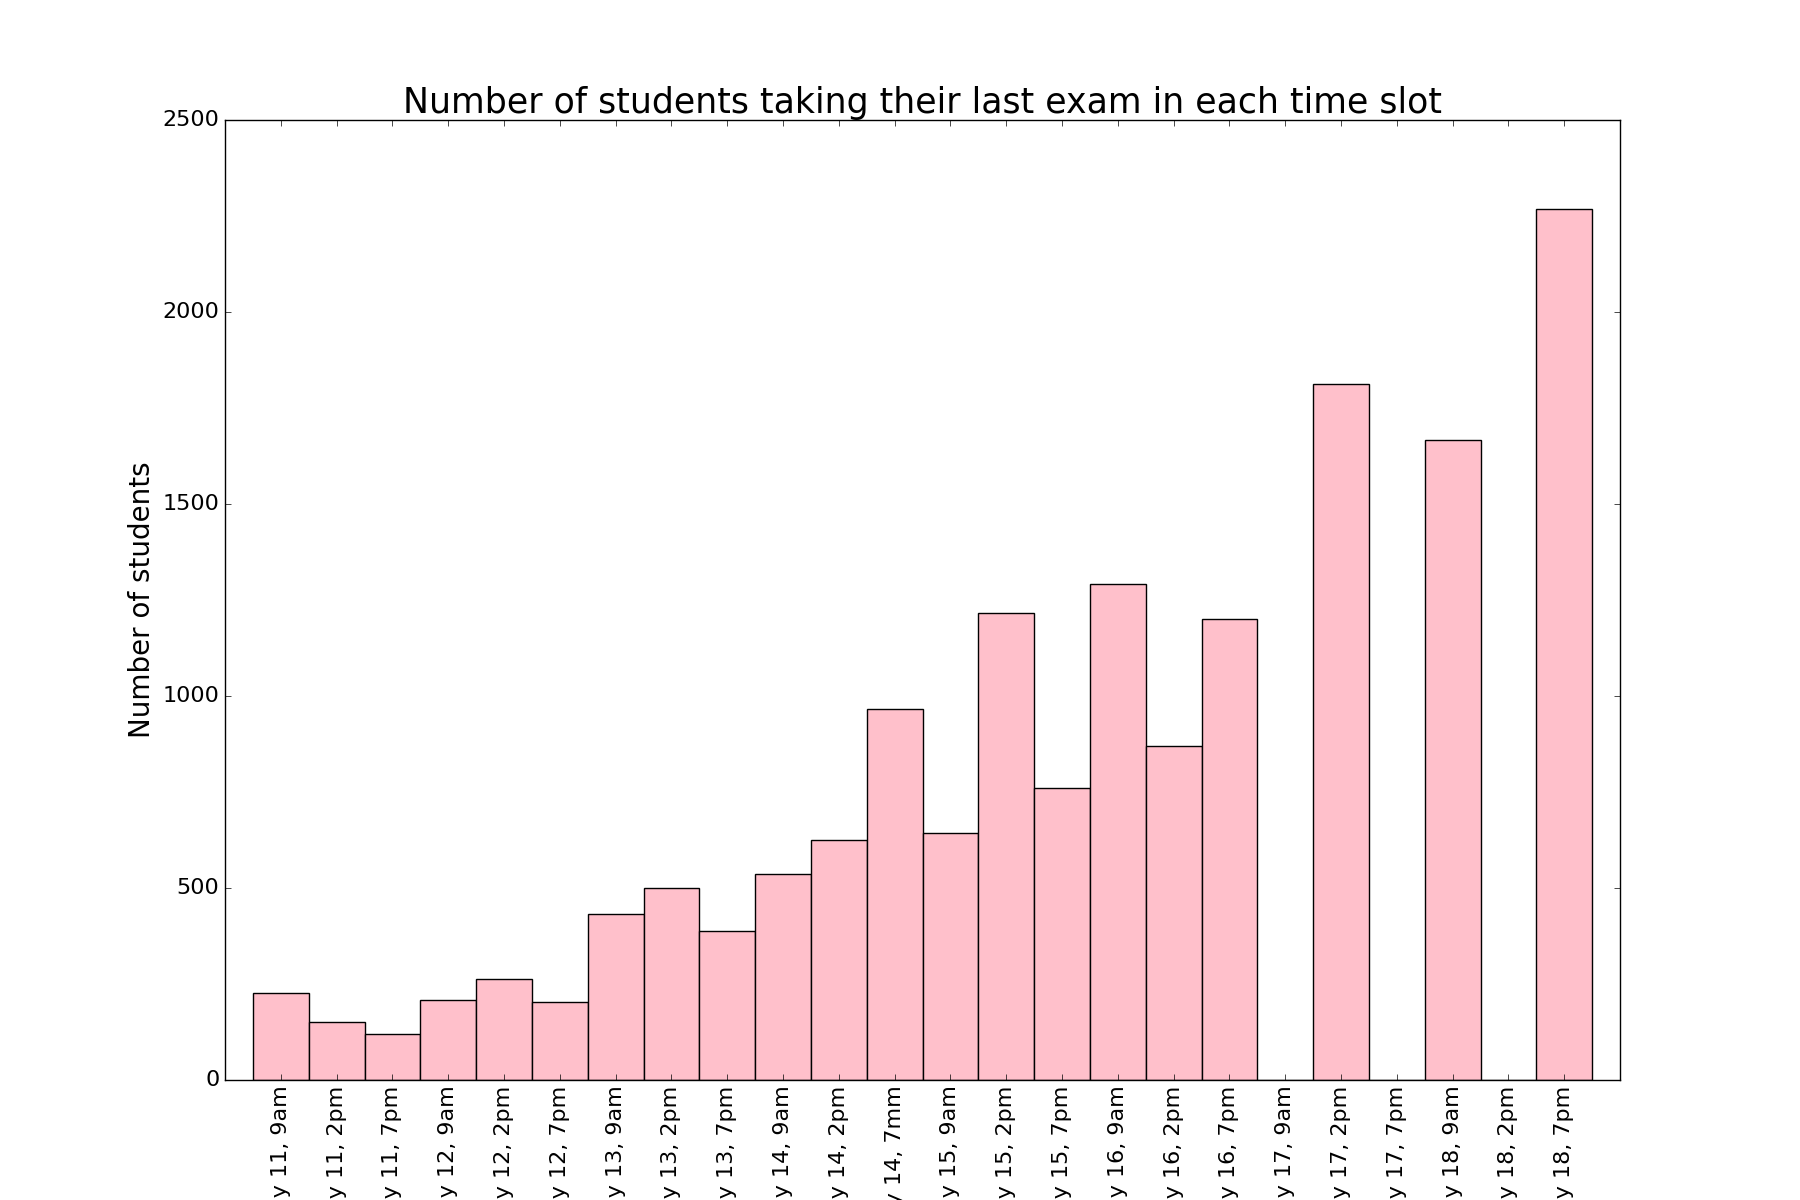 Number of students taking their last exam in each time slot
Number of students
2500
2000
1500
1000
500
0
y 11, 9am
y 11, 2pm
y 11, 7pm
y 12, 9am
y 12, 2pm
y 12, 7pm
y 13, 9am
y 13, 2pm
y 13, 7pm
y 14, 9am
y 14, 2pm
y 14, 7mm
y 15, 9am
y 15, 2pm
y 15, 7pm
y 16, 9am
y 16, 2pm
y 16, 7pm
y 17, 9am
y 17, 2pm
y 17, 7pm
y 18, 9am
y 18, 2pm
y 18, 7pm